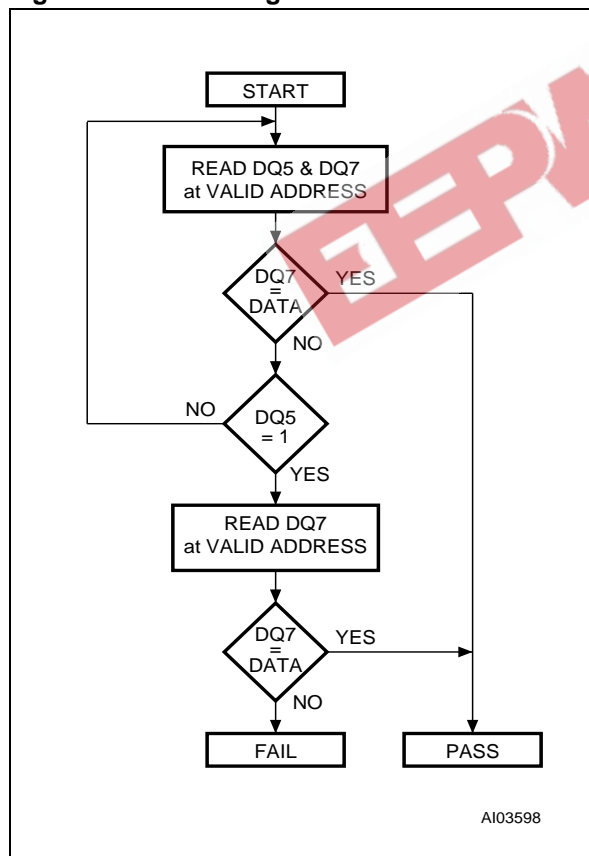 START
READ DQ5 & DQ7
at VALID ADDRESS
DQ7
=
DATA
YES
NO
DQ5
= 1
NO
YES
READ DQ7
at VALID ADDRESS
DQ7
=
DATA
YES
NO
FAIL
PASS
AI03598